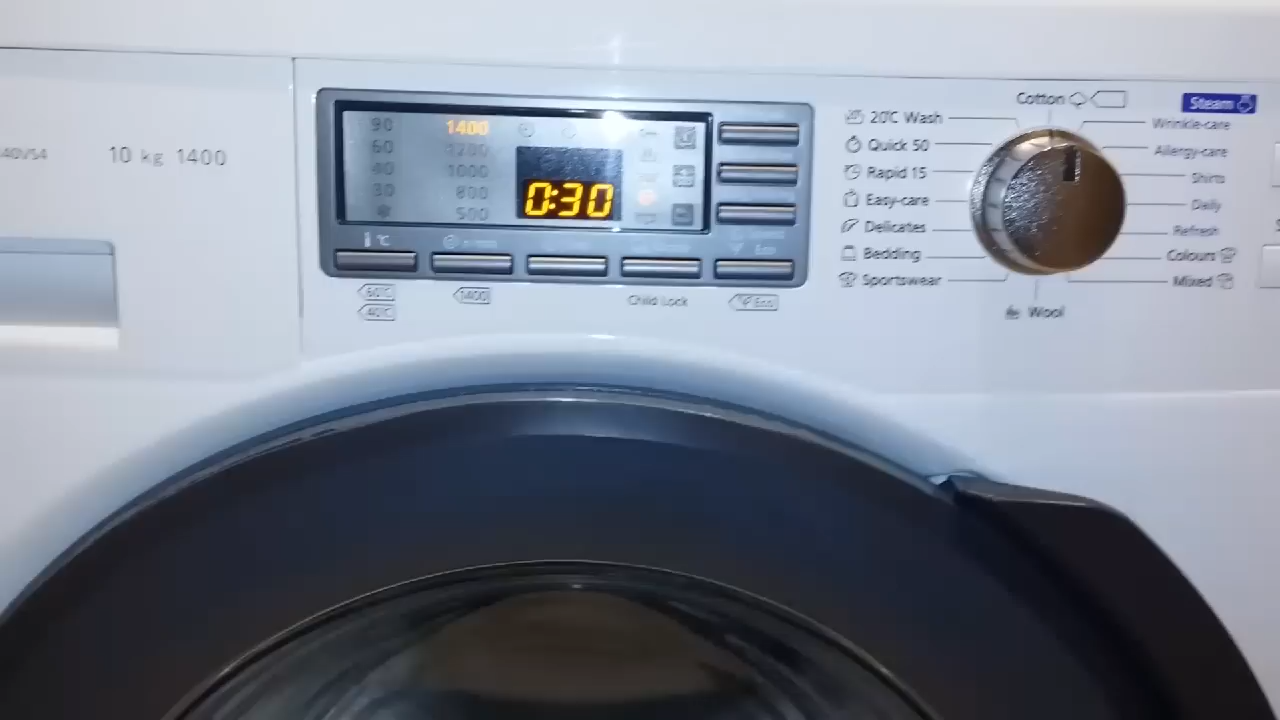 10 kg 1400
90
60
40
30
1400
1200
1000
800
500
0:30
°C
Eco
60°C
40°C
1400
Child Lock
Eco
20°C Wash
Quick 50
Rapid 15
Easy-care
Delicates
Bedding
Sportswear
Cotton
Steam
Wrinkle-care
Allergy-care
Shirts
Daily
Refresh
Colours
Mixed
Wool